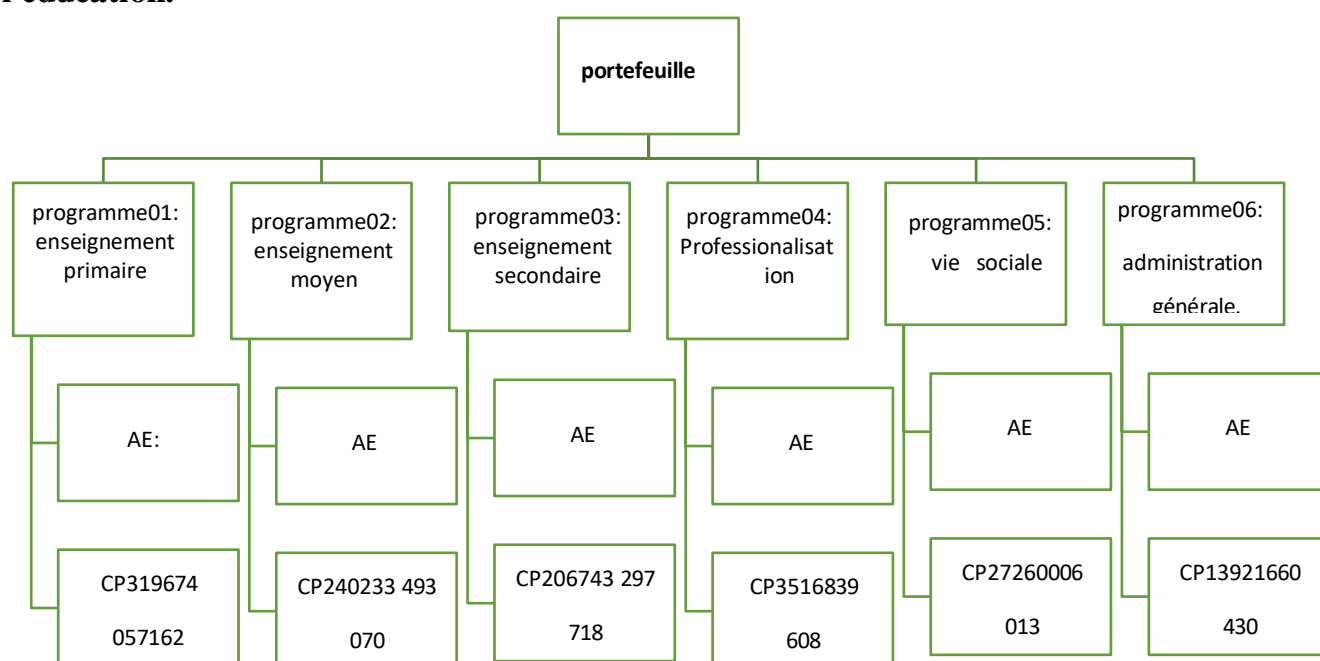 portefeuille
programme01:
enseignement
primaire
programme02:
enseignement
moyen
programme03:
enseignement
secondaire
programme04:
Professionalisat
ion
programme05:
vie sociale
programme06:
administration
générale.
AE:
AE
AE
AE
AE
AE
CP319674
057162
CP240233 493
070
CP206743 297
718
CP3516839
608
CP27260006
013
CP13921660
430